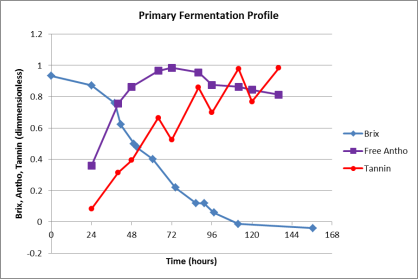 Primary Fermentation Profile
1.2
1
0.8
0.6
0.4
0.2
0
-0.2
0 24 48 72 96 120 144 168
Brix, Antho, Tannin (dimmensionless)
Time (hours)
Brix
Free Antho
Tannin